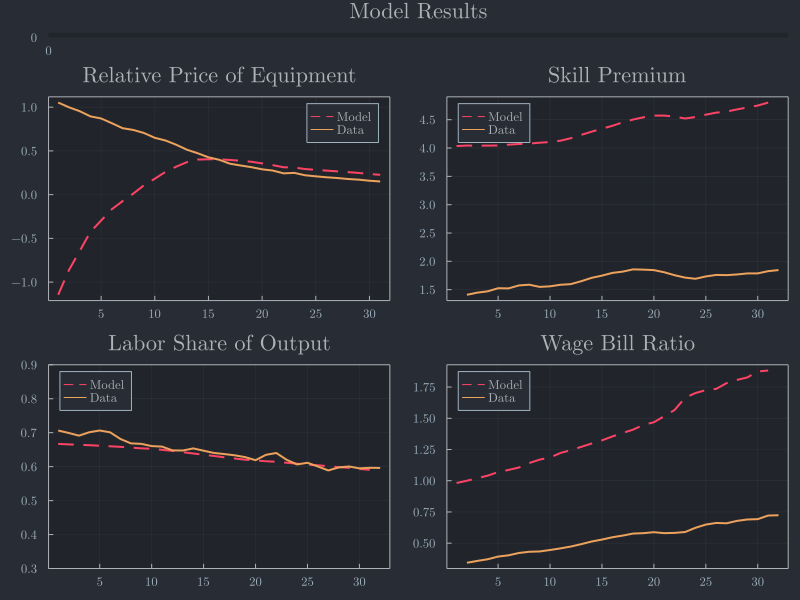 Model Results
0
0
Relative Price of Equipment
Skill Premium
1.0
0.5
0.0
−0.5
−1.0
Model
Data
5 10 15 20 25 30
4.5
4.0
3.5
3.0
2.5
2.0
1.5
Model
Data
5 10 15 20 25 30
Labor Share of Output
Wage Bill Ratio
0.9
0.8
0.7
0.6
0.5
0.4
0.3
Model
Data
5 10 15 20 25 30
1.75
1.50
1.25
1.00
0.75
0.50
Model
Data
5 10 15 20 25 30